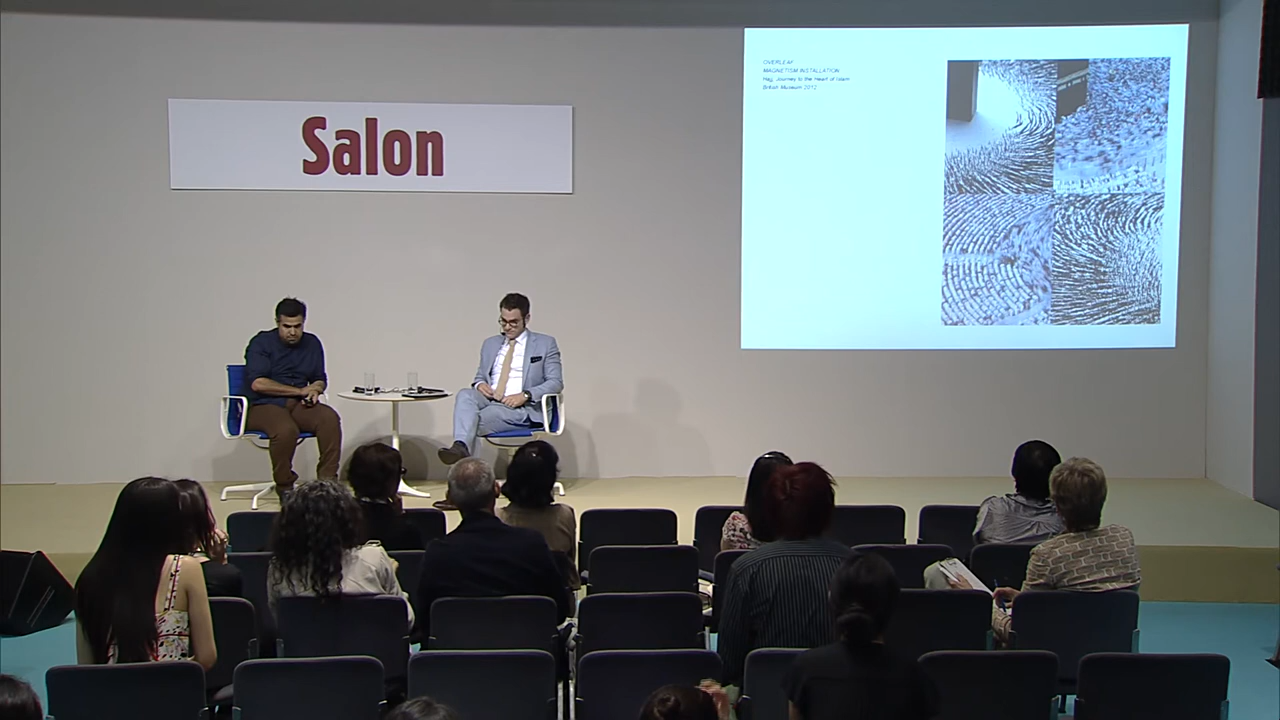 Salon
OVERLEAF
MAGNETISM INSTALLATION
Hajj, Journey to the Heart of Islam
British Museum 2012